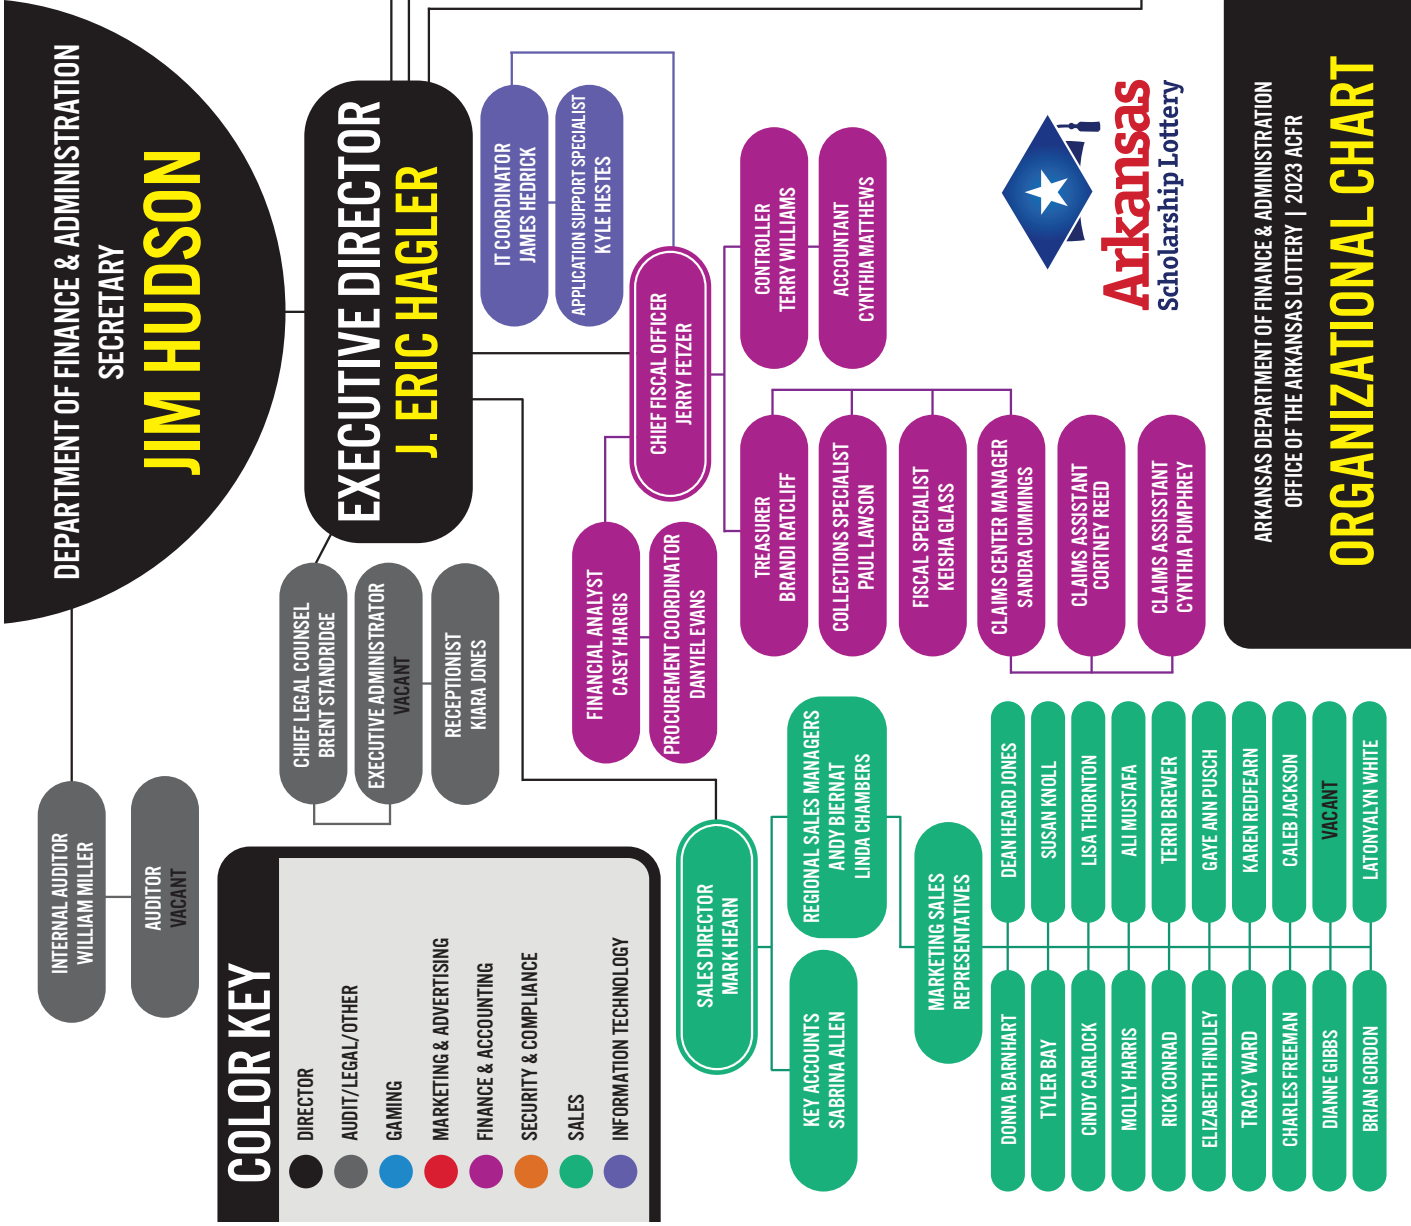 DEPARTMENT OF FINANCE & ADMINISTRATION
SECRETARY
JIM HUDSON
INTERNAL AUDITOR
WILLIAM MILLER
AUDITOR
VACANT
EXECUTIVE DIRECTOR
J. ERIC HAGLER
CHIEF LEGAL COUNSEL
BRENT STANDRIDGE
EXECUTIVE ADMINISTRATOR
VACANT
RECEPTIONIST
KIARA JONES
IT COORDINATOR
JAMES HEDRICK
APPLICATION SUPPORT SPECIALIST
KYLE HESTES
COLOR KEY
DIRECTOR
AUDIT/LEGAL/OTHER
GAMING
MARKETING & ADVERTISING
FINANCE & ACCOUNTING
SECURITY & COMPLIANCE
SALES
INFORMATION TECHNOLOGY
CHIEF FISCAL OFFICER
JERRY FETZER
FINANCIAL ANALYST
CASEY HARGIS
PROCUREMENT COORDINATOR
DANYIEL EVANS
CONTROLLER
TERRY WILLIAMS
ACCOUNTANT
CYNTHIA MATTHEWS
TREASURER
BRANDI RATCLIFF
COLLECTIONS SPECIALIST
PAUL LAWSON
FISCAL SPECIALIST
KEISHA GLASS
CLAIMS CENTER MANAGER
SANDRA CUMMINGS
CLAIMS ASSISTANT
CORTNEY REED
CLAIMS ASSISSTANT
CYNTHIA PUMPHREY
SALES DIRECTOR
MARK HEARN
KEY ACCOUNTS
SABRINA ALLEN
REGIONAL SALES MANAGERS
ANDY BIERNAT
LINDA CHAMBERS
MARKETING SALES
REPRESENTATIVES
DONNA BARNHART
DEAN HEARD JONES
TYLER BAY
SUSAN KNOLL
CINDY CARLOCK
LISA THORNTON
MOLLY HARRIS
ALI MUSTAFA
RICK CONRAD
TERRI BREWER
ELIZABETH FINDLEY
GAYE ANN PUSCH
TRACY WARD
KAREN REDFEARN
CHARLES FREEMAN
CALEB JACKSON
DIANNE GIBBS
VACANT
BRIAN GORDON
LATONYALYN WHITE
Arkansas
Scholarship Lottery
ARKANSAS DEPARTMENT OF FINANCE & ADMINISTRATION
OFFICE OF THE ARKANSAS LOTTERY | 2023 ACFR
ORGANIZATIONAL CHART